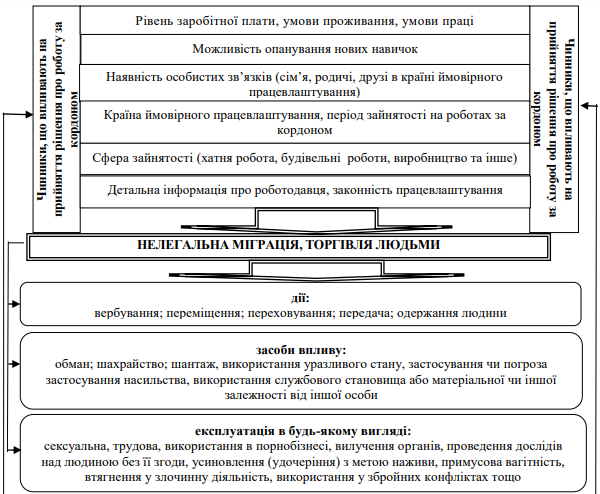 Чинники, що впливають на
прийняття рішення про роботу за
кордоном
Рівень заробітної плати, умови проживання, умови праці
Можливість опанування нових навичок
Наявність особистих зв’язків (сім’я, родичі, друзі в країні ймовірного
працевлаштування)
Країна ймовірного працевлаштування, період зайнятості на роботах за
кордоном
Сфера зайнятості (хатня робота, будівельні роботи, виробництво та інше)
Детальна інформація про роботодавця, законність працевлаштування
Чинники, що впливають на
прийняття рішення про роботу за
кордоном
НЕЛЕГАЛЬНА МІГРАЦІЯ, ТОРГІВЛЯ ЛЮДЬМИ
дії:
вербування; переміщення; переховування; передача; одержання людини
засоби впливу:
обман; шахрайство; шантаж, використання уразливого стану, застосування чи погроза
застосування насильства, використання службового становища або матеріальної чи іншої
залежності від іншої особи
експлуатація в будь-якому вигляді:
сексуальна, трудова, використання в порнобізнесі, вилучення органів, проведення дослідів
над людиною без її згоди, усиновлення (удочеріння) з метою наживи, примусова вагітність,
втягнення у злочинну діяльність, використання у збройних конфліктах тощо